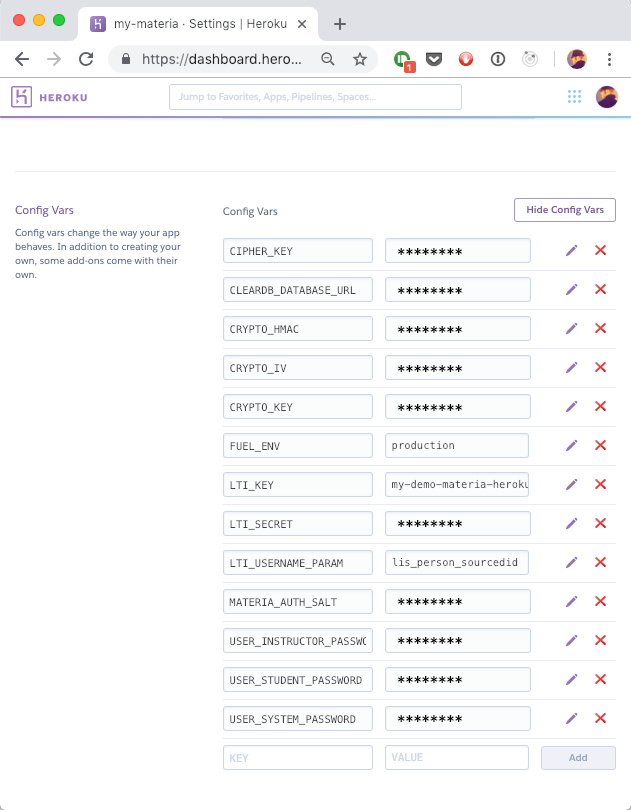 my-materia · Settings | Heroku
https://dashboard.hero...
1
HEROKU
Jump to Favorites, Apps, Pipelines, Spaces...
Config Vars
Config vars change the way your app
behaves. In addition to creating your
own, some add-ons come with their
own.
Config Vars
Hide Config Vars
CIPHER_KEY ********
CLEARDB_DATABASE_URL ********
CRYPTO_HMAC ********
CRYPTO_IV ********
CRYPTO_KEY ********
FUEL_ENV production
LTI_KEY my-demo-materia-heroku
LTI_SECRET ********
LTI_USERNAME_PARAM lis_person_sourcedid
MATERIA_AUTH_SALT ********
USER_INSTRUCTOR_PASSWO ********
USER_STUDENT_PASSWORD ********
USER_SYSTEM_PASSWORD ********
KEY VALUE Add